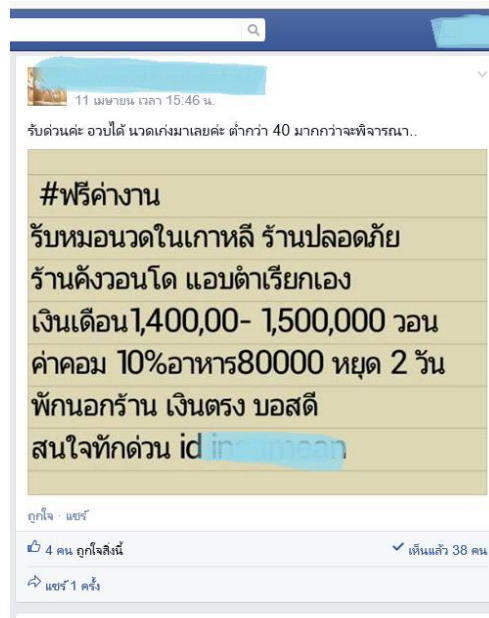 11 เมษายน เวลา 15:46 น.
รับด่วนค่ะ อวบได้ นวดเก่งมาเลยค่ะ ต่ำกว่า 40 มากกว่าจะพิจารณา..
#ฟรีค่างาน
รับหมอนวดในเกาหลี ร้านปลอดภัย
ร้านคังวอนโด แอบดำเรียกเอง
เงินเดือน1,400,00- 1,500,000 วอน
ค่าคอม 10%อาหาร80000 หยุด 2 วัน
พักนอกร้าน เงินตรง บอสดี
สนใจทักด่วน id
ถูกใจ · แชร์
4 คน ถูกใจสิ่งนี้
เห็นแล้ว 38 คน
แชร์ 1 ครั้ง